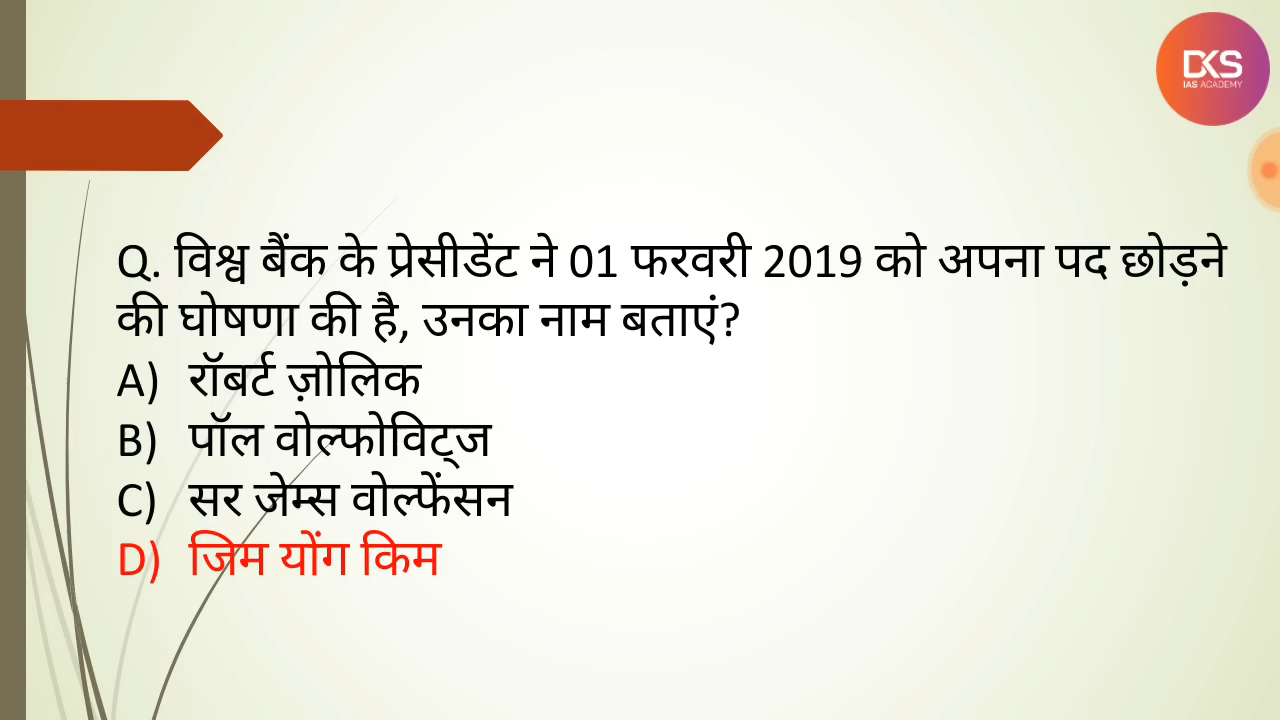 DKS
IAS ACADEMY
Q. विश्व बैंक के प्रेसीडेंट ने 01 फरवरी 2019 को अपना पद छोड़ने
की घोषणा की है, उनका नाम बताएं?
A) रॉबर्ट ज़ोलिक
B) पॉल वोल्फोविट्ज
C) सर जेम्स वोल्फेंसन
D) जिम योंग किम